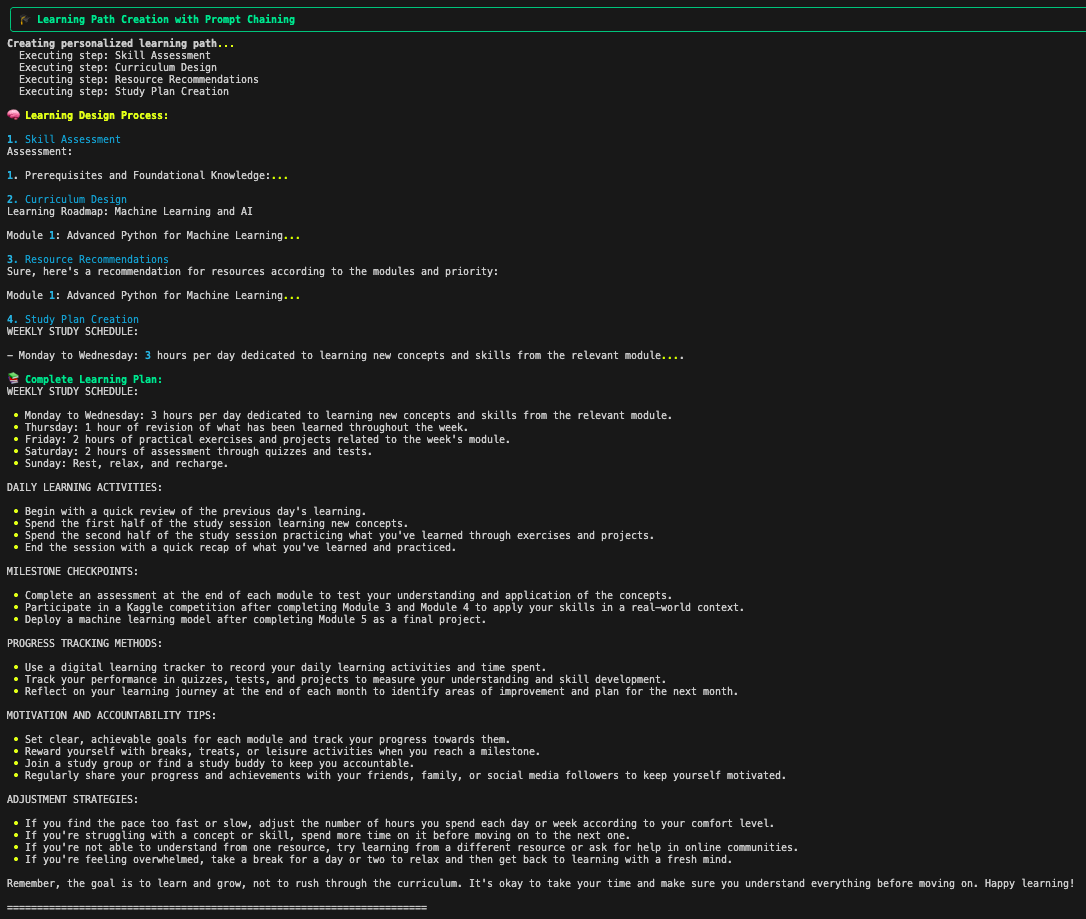 🎓 Learning Path Creation with Prompt Chaining
Creating personalized learning path...
Executing step: Skill Assessment
Executing step: Curriculum Design
Executing step: Resource Recommendations
Executing step: Study Plan Creation
🧠 Learning Design Process:
1. Skill Assessment
Assessment:
1. Prerequisites and Foundational Knowledge:...
2. Curriculum Design
Learning Roadmap: Machine Learning and AI
Module 1: Advanced Python for Machine Learning...
3. Resource Recommendations
Sure, here's a recommendation for resources according to the modules and priority:
Module 1: Advanced Python for Machine Learning...
4. Study Plan Creation
WEEKLY STUDY SCHEDULE:
- Monday to Wednesday: 3 hours per day dedicated to learning new concepts and skills from the relevant module....
📚 Complete Learning Plan:
WEEKLY STUDY SCHEDULE:
• Monday to Wednesday: 3 hours per day dedicated to learning new concepts and skills from the relevant module.
• Thursday: 1 hour of revision of what has been learned throughout the week.
• Friday: 2 hours of practical exercises and projects related to the week's module.
• Saturday: 2 hours of assessment through quizzes and tests.
• Sunday: Rest, relax, and recharge.
DAILY LEARNING ACTIVITIES:
• Begin with a quick review of the previous day's learning.
• Spend the first half of the study session learning new concepts.
• Spend the second half of the study session practicing what you've learned through exercises and projects.
• End the session with a quick recap of what you've learned and practiced.
MILESTONE CHECKPOINTS:
• Complete an assessment at the end of each module to test your understanding and application of the concepts.
• Participate in a Kaggle competition after completing Module 3 and Module 4 to apply your skills in a real-world context.
• Deploy a machine learning model after completing Module 5 as a final project.
PROGRESS TRACKING METHODS:
• Use a digital learning tracker to record your daily learning activities and time spent.
• Track your performance in quizzes, tests, and projects to measure your understanding and skill development.
• Reflect on your learning journey at the end of each month to identify areas of improvement and plan for the next month.
MOTIVATION AND ACCOUNTABILITY TIPS:
• Set clear, achievable goals for each module and track your progress towards them.
• Reward yourself with breaks, treats, or leisure activities when you reach a milestone.
• Join a study group or find a study buddy to keep you accountable.
• Regularly share your progress and achievements with your friends, family, or social media followers to keep yourself motivated.
ADJUSTMENT STRATEGIES:
• If you find the pace too fast or slow, adjust the number of hours you spend each day or week according to your comfort level.
• If you're struggling with a concept or skill, spend more time on it before moving on to the next one.
• If you're not able to understand from one resource, try learning from a different resource or ask for help in online communities.
• If you're feeling overwhelmed, take a break for a day or two to relax and then get back to learning with a fresh mind.
Remember, the goal is to learn and grow, not to rush through the curriculum. It's okay to take your time and make sure you understand everything before moving on. Happy learning!
======================================================================